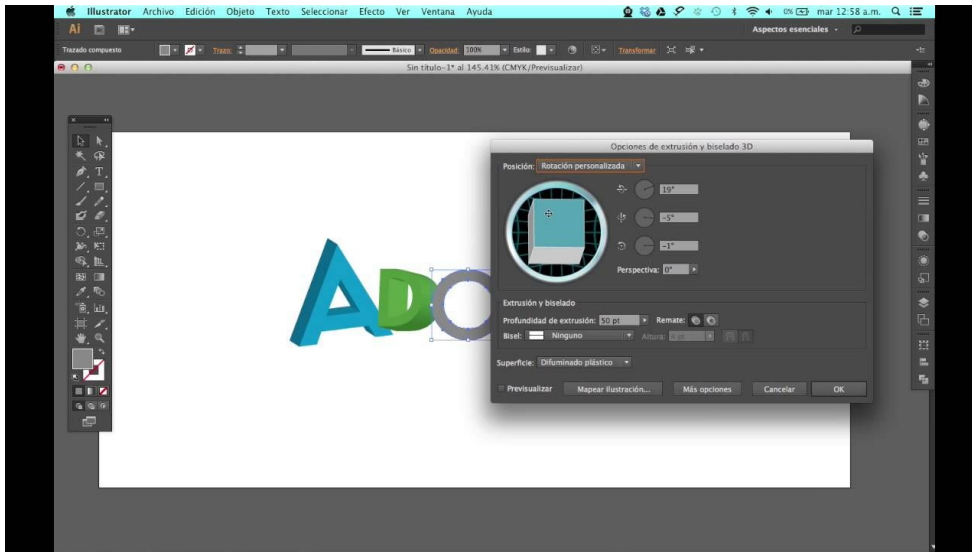 Illustrator Archivo Edición Objeto Texto Seleccionar Efecto Ver Ventana Ayuda 0% mar 12:58 a.m.
Ai Aspectos esenciales
Trazado compuesto Trazo: Básico Opacidad: 100% Estilo: Transformar
Sin título-1* al 145.41% (CMYK/Previsualizar)
Opciones de extrusión y biselado 3D
Posición: Rotación personalizada
19°
-5°
-1°
Perspectiva: 0°
ADO
Extrusión y biselado
Profundidad de extrusión: 50 pt Remate:
Bisel: Ninguno Altura: 4 pt
Superficie: Difuminado plástico
Previsualizar Mapear ilustración... Más opciones Cancelar OK